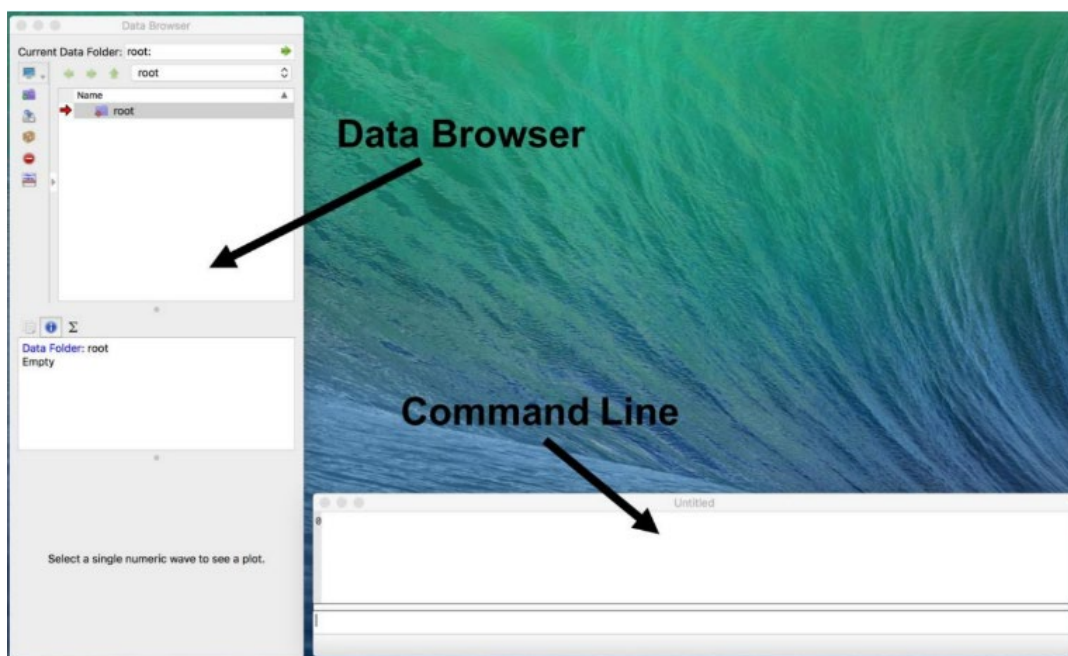 Data Browser
Current Data Folder: root:
root
Name
root
Data Browser
Σ
Data Folder: root
Empty
Command Line
Untitled
0
Select a single numeric wave to see a plot.